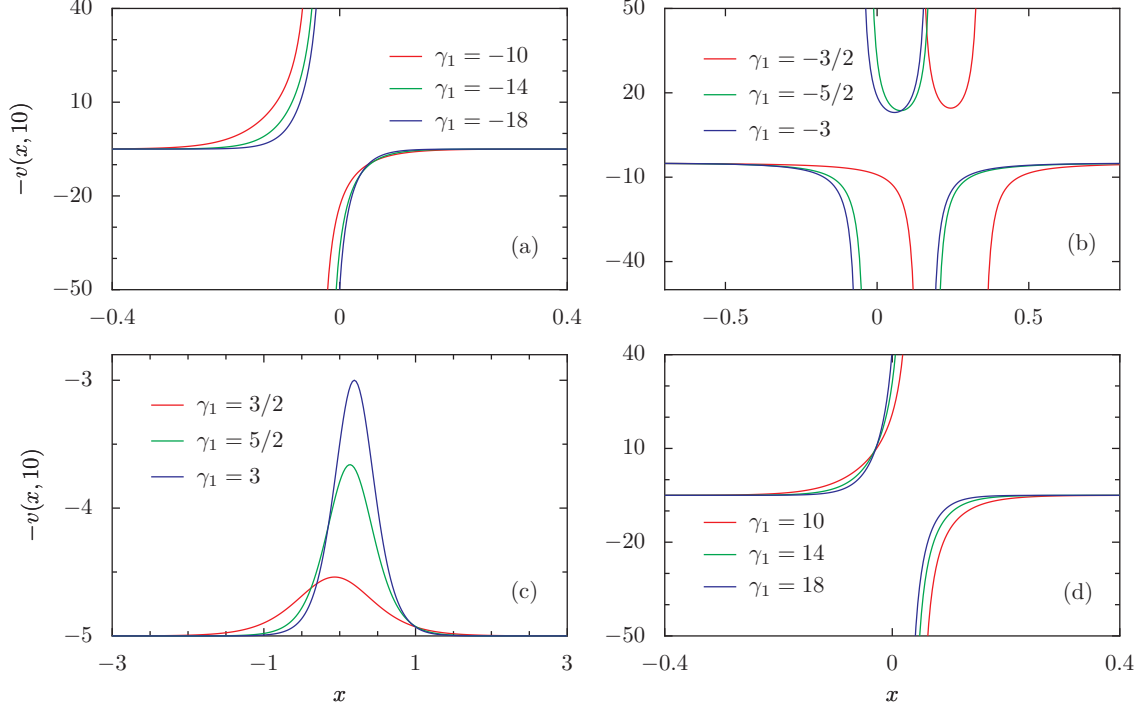 40
10
−20
−50
−0.4
0
0.4
−v(x, 10)
γ₁ = −10
γ₁ = −14
γ₁ = −18
(a)
50
20
−10
−40
−0.5
0
0.5
γ₁ = −3/2
γ₁ = −5/2
γ₁ = −3
(b)
−3
−4
−5
−3
−1
1
3
−v(x, 10)
x
γ₁ = 3/2
γ₁ = 5/2
γ₁ = 3
(c)
40
10
−20
−50
−0.4
0
0.4
x
γ₁ = 10
γ₁ = 14
γ₁ = 18
(d)